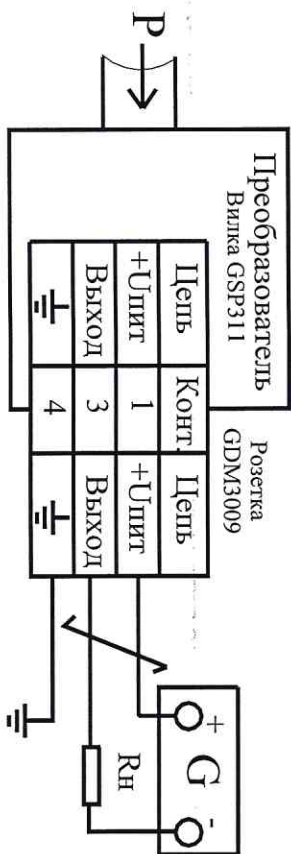 P
Преобразователь
Вилка GSP311
Розетка
GDM3009
Цепь Конт. Цепь
+Uпит 1 +Uпит
Выход 3 Выход
4
+ G -
Rн